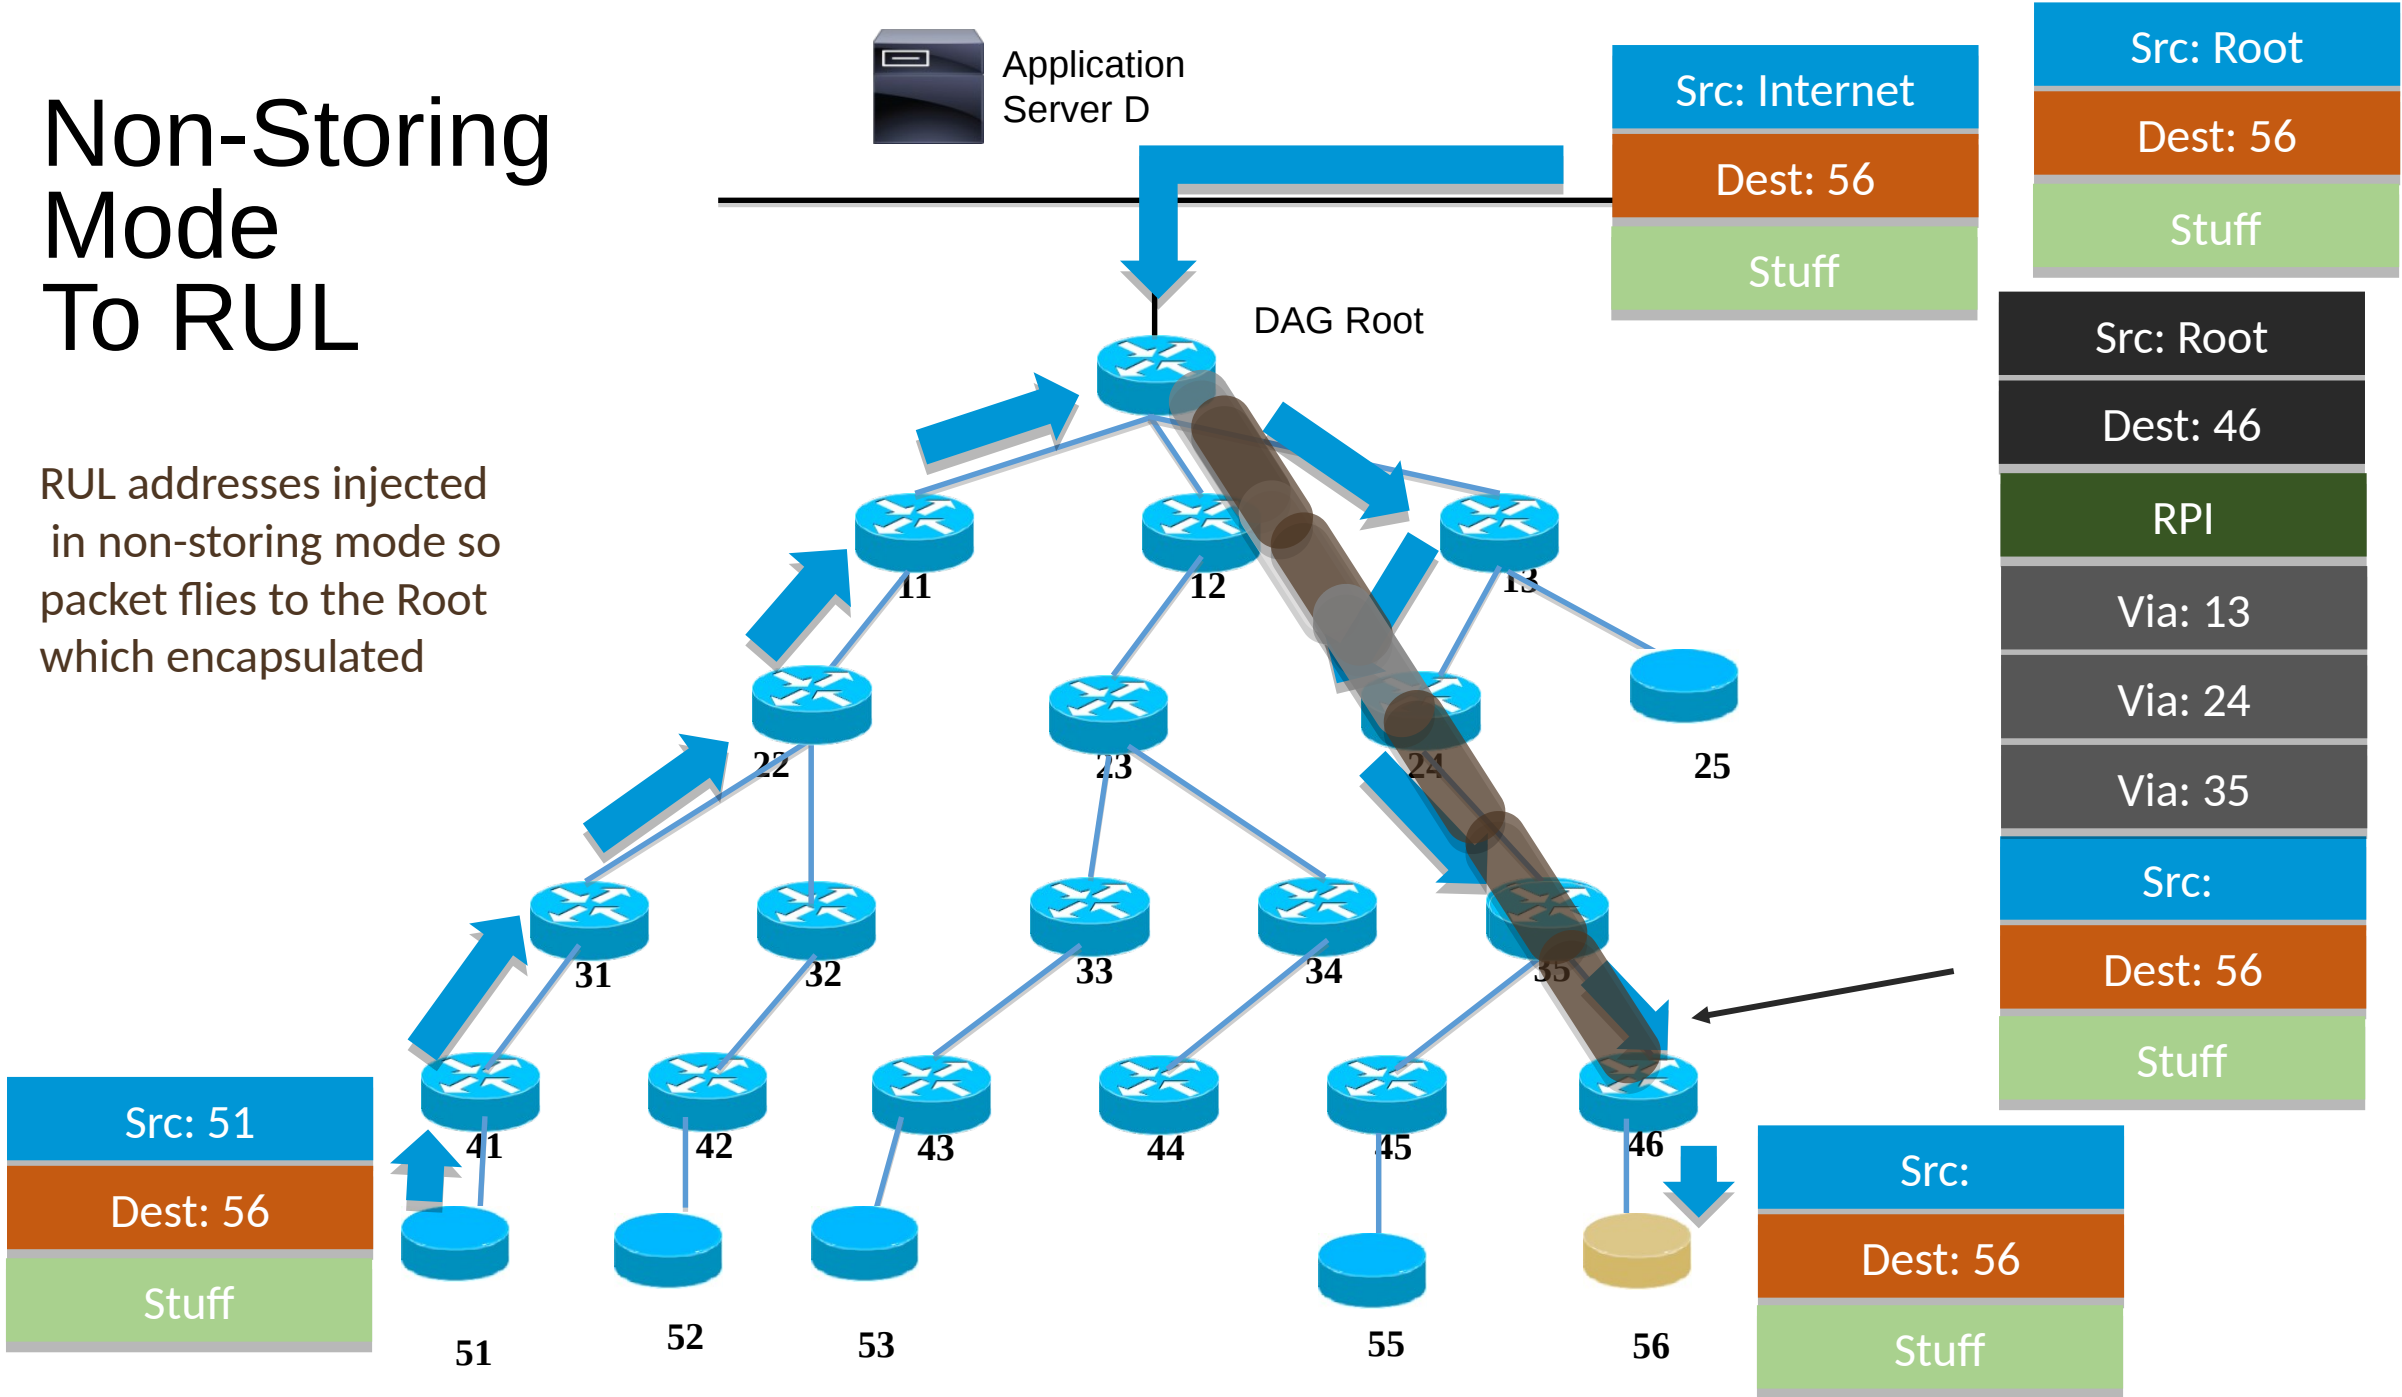 Non-Storing
Mode
To RUL
RUL addresses injected
in non-storing mode so
packet flies to the Root
which encapsulated
Application
Server D
DAG Root
Src: Internet
Dest: 56
Stuff
Src: Root
Dest: 56
Stuff
Src: Root
Dest: 46
RPI
Via: 13
Via: 24
Via: 35
Src:
Dest: 56
Stuff
11
12
13
22
23
24
25
31
32
33
34
35
41
42
43
44
45
46
Src: 51
Dest: 56
Stuff
51
52
53
55
56
Src:
Dest: 56
Stuff